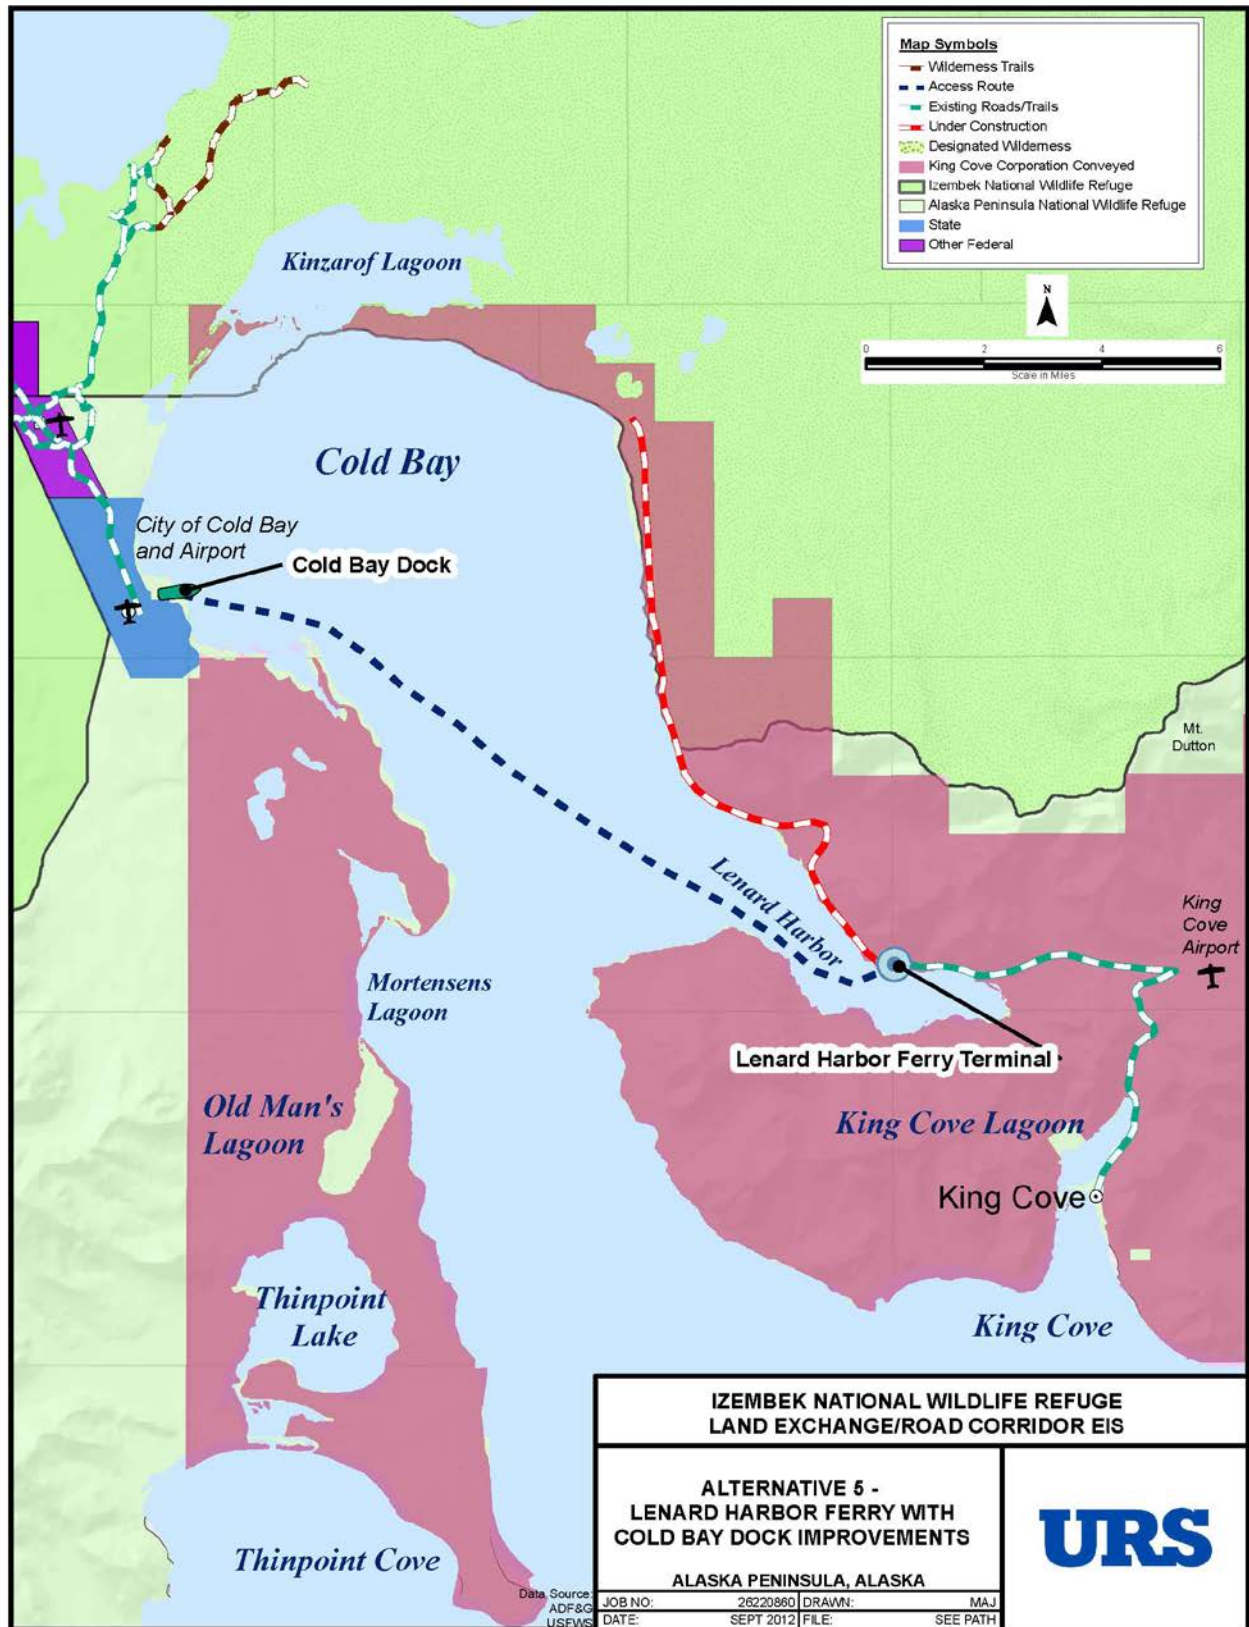 Map Symbols
Wilderness Trails
Access Route
Existing Roads/Trails
Under Construction
Designated Wilderness
King Cove Corporation Conveyed
Izembek National Wildlife Refuge
Alaska Peninsula National Wildlife Refuge
State
Other Federal
N
0 2 4 6
Scale in Miles
Kinzarof Lagoon
Cold Bay
City of Cold Bay
and Airport
Cold Bay Dock
Mt.
Dutton
Lenard Harbor
King
Cove
Airport
Mortensens
Lagoon
Lenard Harbor Ferry Terminal
Old Man's
Lagoon
King Cove Lagoon
King Cove
Thinpoint
Lake
King Cove
Thinpoint Cove
Data Source:
ADF&G
USFWS
IZEMBEK NATIONAL WILDLIFE REFUGE
LAND EXCHANGE/ROAD CORRIDOR EIS
ALTERNATIVE 5 -
LENARD HARBOR FERRY WITH
COLD BAY DOCK IMPROVEMENTS
ALASKA PENINSULA, ALASKA
JOB NO: 26220860 DRAWN: MAJ
DATE: SEPT 2012 FILE: SEE PATH
URS